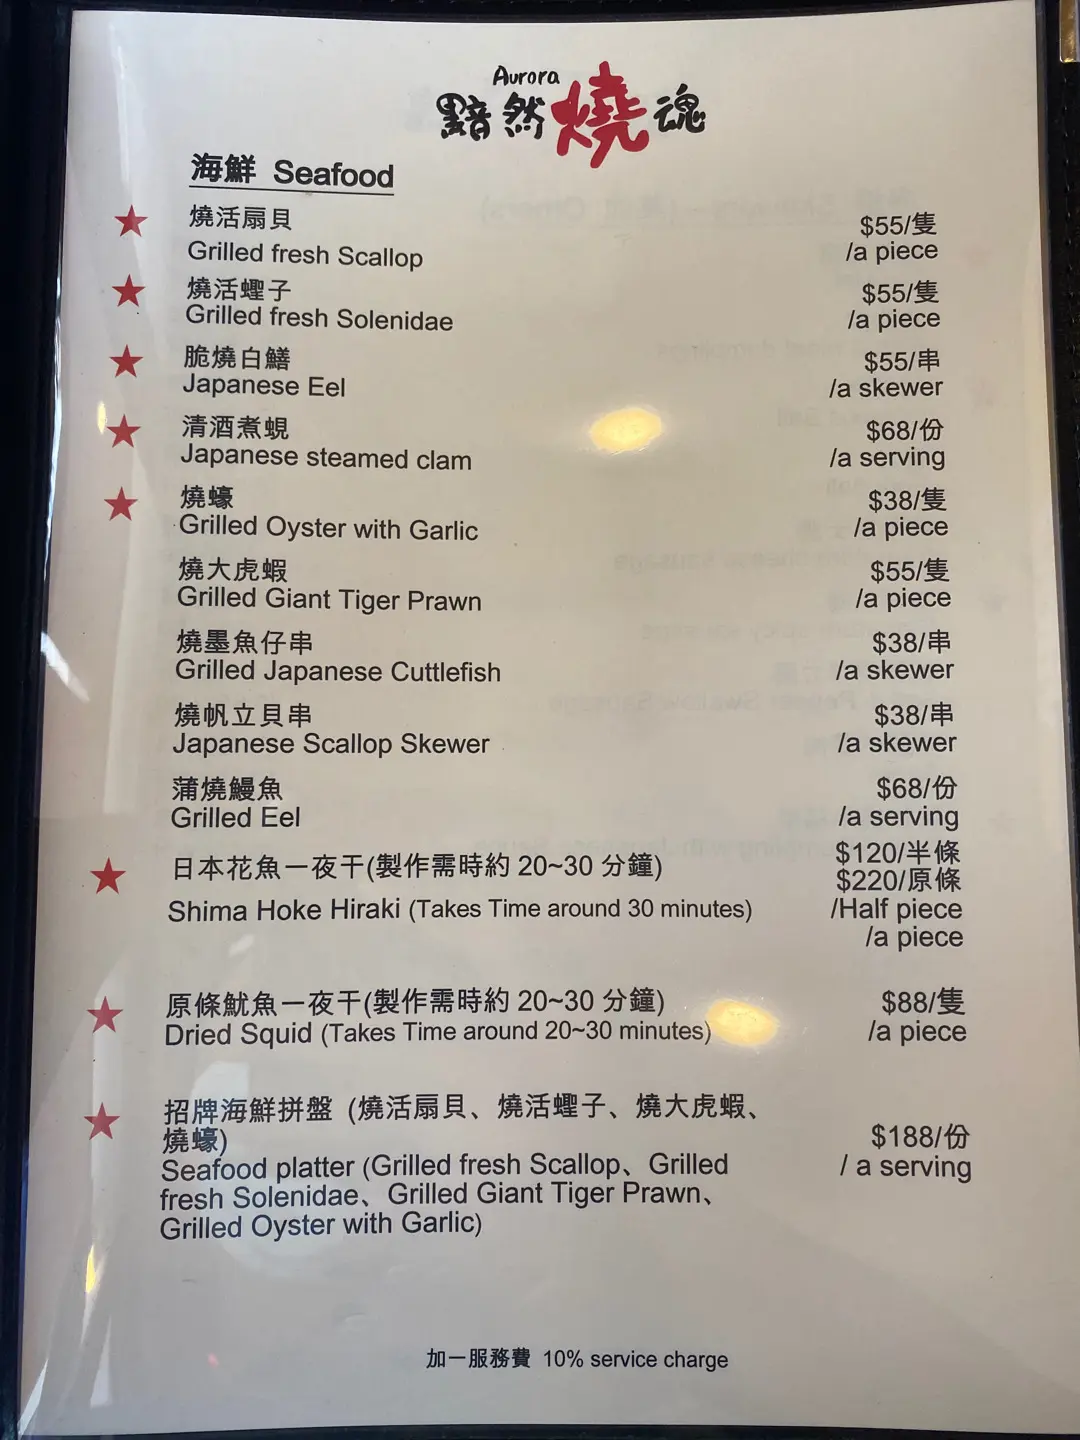 Aurora
黯然燒魂
海鮮 Seafood
燒活扇貝
$55/隻
Grilled fresh Scallop
/a piece
燒活蟶子
$55/隻
Grilled fresh Solenidae
/a piece
脆燒白鱔
$55/串
Japanese Eel
/a skewer
清酒煮蜆
$68/份
Japanese steamed clam
/a serving
燒蠔
$38/隻
Grilled Oyster with Garlic
/a piece
燒大虎蝦
$55/隻
Grilled Giant Tiger Prawn
/a piece
燒墨魚仔串
$38/串
Grilled Japanese Cuttlefish
/a skewer
燒帆立貝串
$38/串
Japanese Scallop Skewer
/a skewer
蒲燒鰻魚
$68/份
Grilled Eel
/a serving
日本花魚一夜干(製作需時約 20~30 分鐘)
$120/半條
$220/原條
Shima Hoke Hiraki (Takes Time around 30 minutes)
/Half piece
/a piece
原條魷魚一夜干(製作需時約 20~30 分鐘)
$88/隻
Dried Squid (Takes Time around 20~30 minutes)
/a piece
招牌海鮮拼盤 (燒活扇貝、燒活蟶子、燒大虎蝦、
燒蠔)
$188/份
Seafood platter (Grilled fresh Scallop、Grilled
/ a serving
fresh Solenidae、Grilled Giant Tiger Prawn、
Grilled Oyster with Garlic)
加一服務費 10% service charge